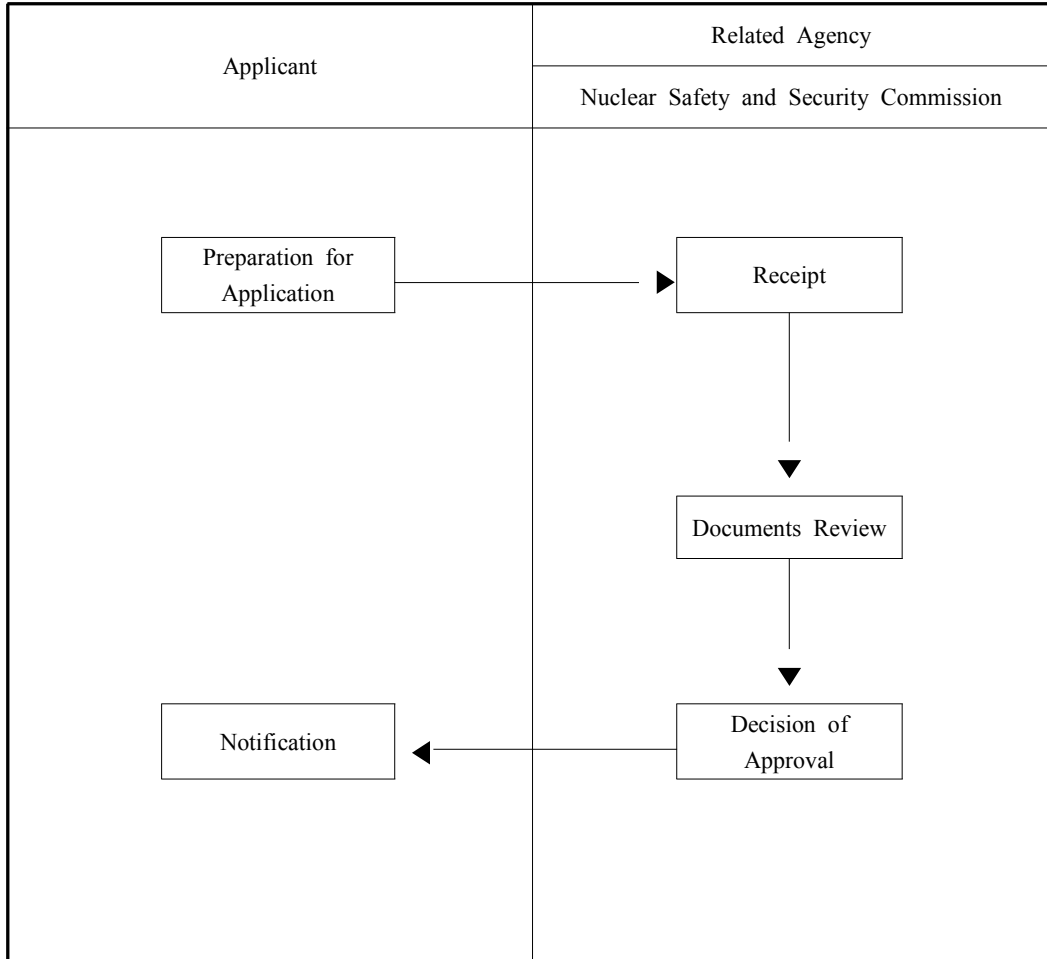 Applicant
Related Agency
Nuclear Safety and Security Commission
Preparation for
Application
Receipt
Documents Review
Notification
Decision of
Approval